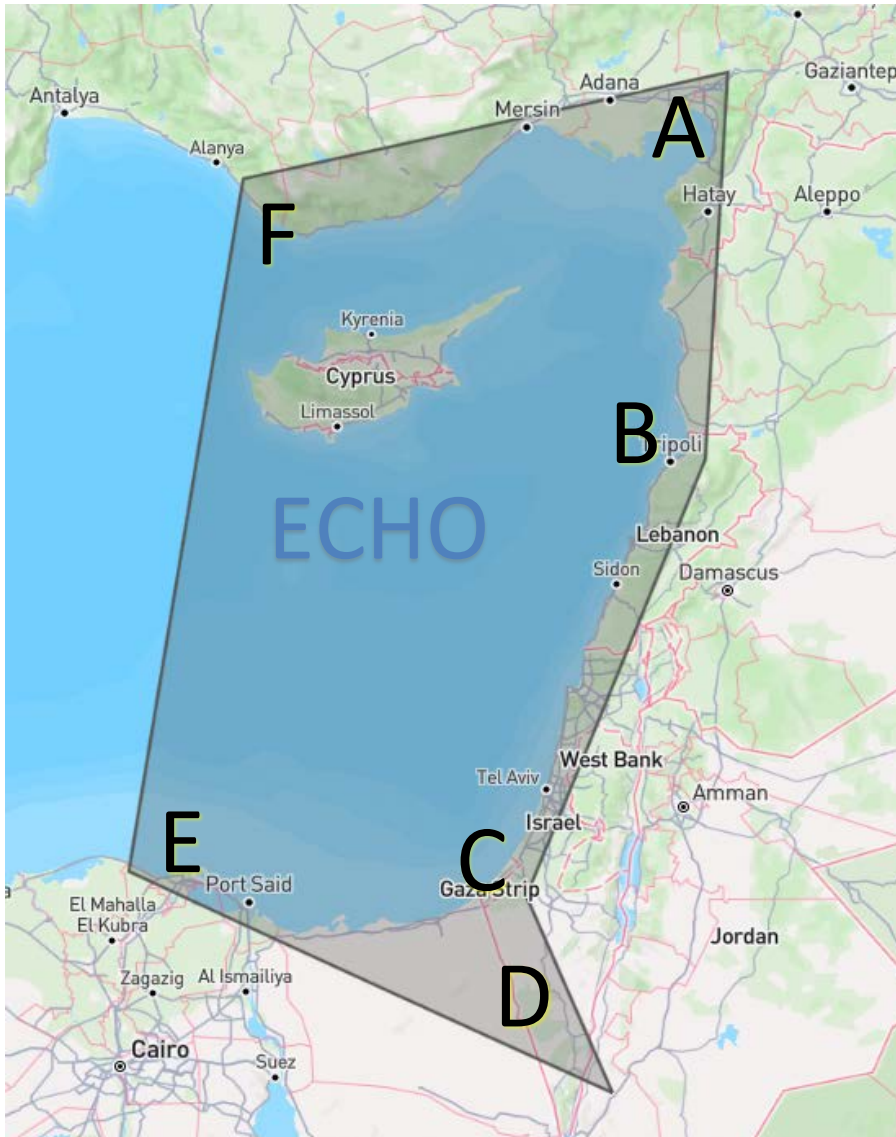 Gaziantep
Adana
Antalya
Mersin
A
Alanya
Hatay
Aleppo
F
Kyrenia
Cyprus
Limassol
B
Tripoli
ECHO
Lebanon
Sidon
Damascus
West Bank
Tel Aviv
Amman
Israel
E
C
Port Said
Gaza Strip
a
El Mahalla
El Kubra
Jordan
Zagazig
Al Ismailiya
D
Cairo
Suez